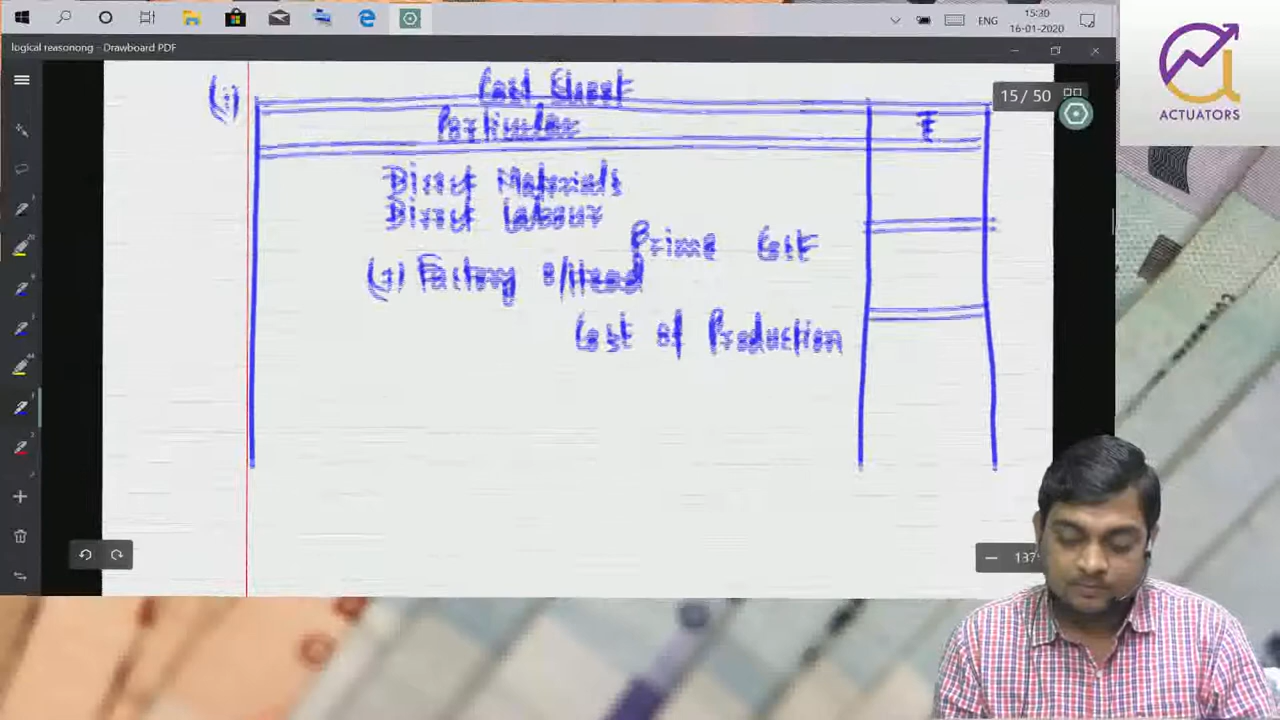 15:30
ENG
16-01-2020
logical reasonong - Drawboard PDF
ACTUATORS
15 / 50
(i)
Cost Sheet
Particulars ₹
Direct Materials
Direct Labour
Prime Cost
(+) Factory O/Head
Cost of Production
137